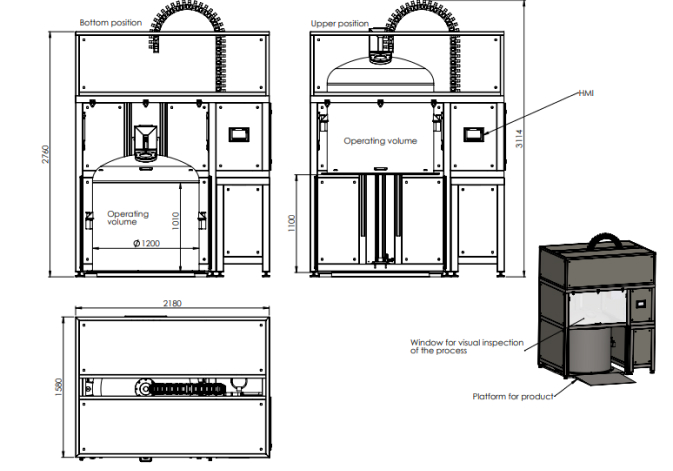 Bottom position
Upper position
HMI
2760
3114
Operating volume
Operating
volume
1010
Ø1200
1100
2180
1580
Window for visual inspection
of the process
Platform for product